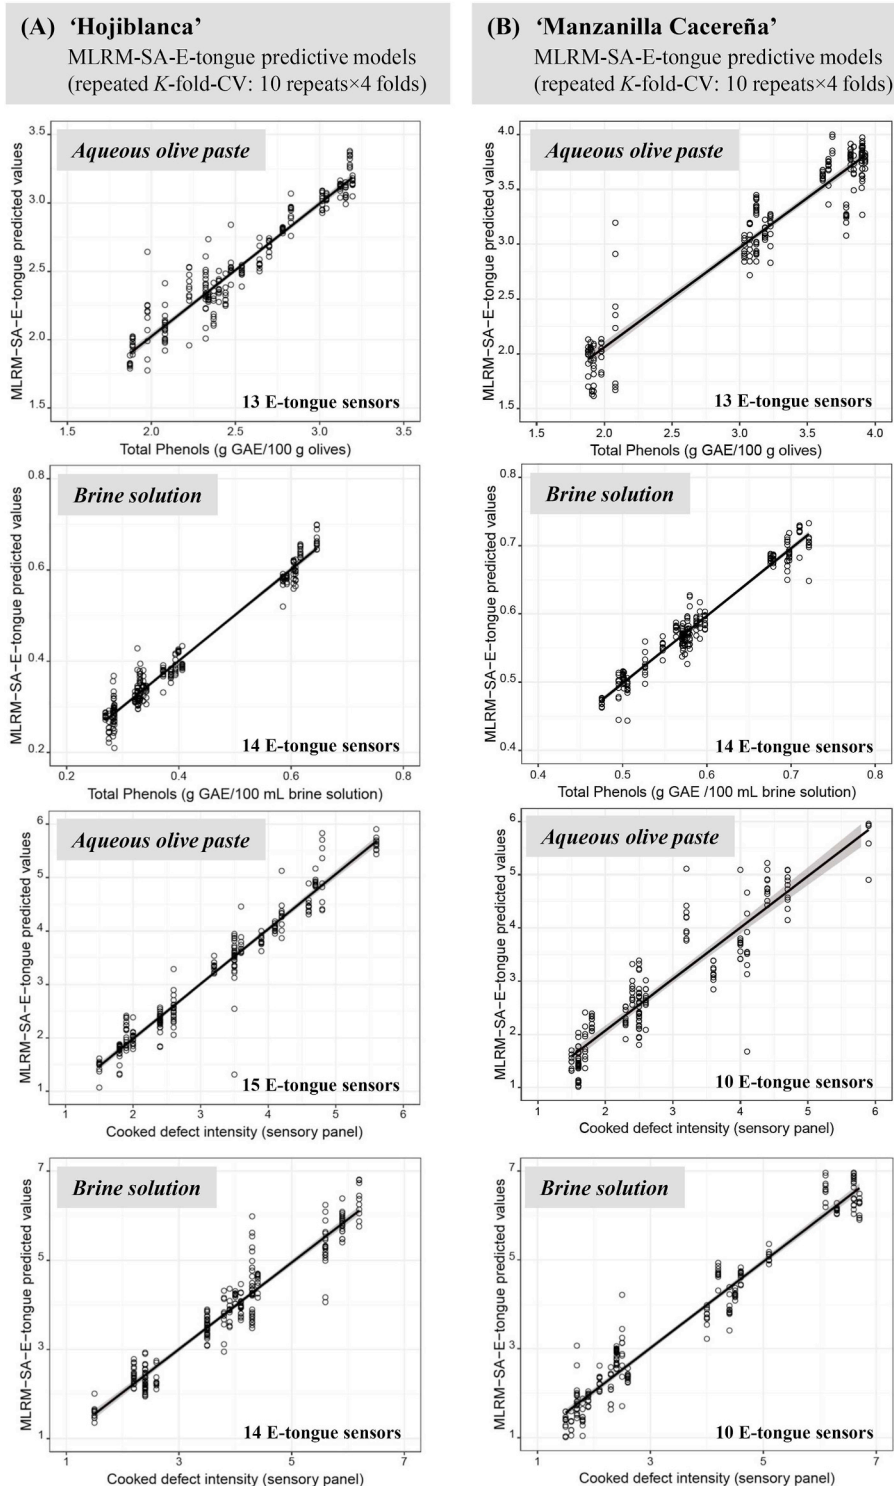 (A) ‘Hojiblanca’
MLRM-SA-E-tongue predictive models
(repeated K-fold-CV: 10 repeats×4 folds)
(B) ‘Manzanilla Cacereña’
MLRM-SA-E-tongue predictive models
(repeated K-fold-CV: 10 repeats×4 folds)
MLRM−SA−E−tongue predicted values
3.5
3.0
2.5
2.0
1.5
Aqueous olive paste
13 E-tongue sensors
1.5 2.0 2.5 3.0 3.5
Total Phenols (g GAE/100 g olives)
MLRM−SA−E−tongue predicted values
4.0
3.5
3.0
2.5
2.0
1.5
Aqueous olive paste
13 E-tongue sensors
1.5 2.0 3.0 3.5 4.0
Total Phenols (g GAE/100 g olives)
MLRM−SA−E−tongue predicted values
0.8
0.6
0.4
0.2
Brine solution
14 E-tongue sensors
0.2 0.4 0.6 0.8
Total Phenols (g GAE/100 mL brine solution)
MLRM−SA−E−tongue predicted values
0.8
0.7
0.6
0.5
0.4
Brine solution
14 E-tongue sensors
0.4 0.5 0.6 0.7 0.8
Total Phenols (g GAE /100 mL brine solution)
MLRM−SA−E−tongue predicted values
6
5
4
3
2
1
Aqueous olive paste
15 E-tongue sensors
1 2 3 4 5 6
Cooked defect intensity (sensory panel)
MLRM−SA−E−tongue predicted values
6
5
4
3
2
1
Aqueous olive paste
10 E-tongue sensors
1 2 3 4 5 6
Cooked defect intensity (sensory panel)
MLRM−SA−E−tongue predicted values
7
5
3
1
Brine solution
14 E-tongue sensors
1 3 5 7
Cooked defect intensity (sensory panel)
MLRM−SA−E−tongue predicted values
7
5
3
1
Brine solution
10 E-tongue sensors
1 3 5 7
Cooked defect intensity (sensory panel)